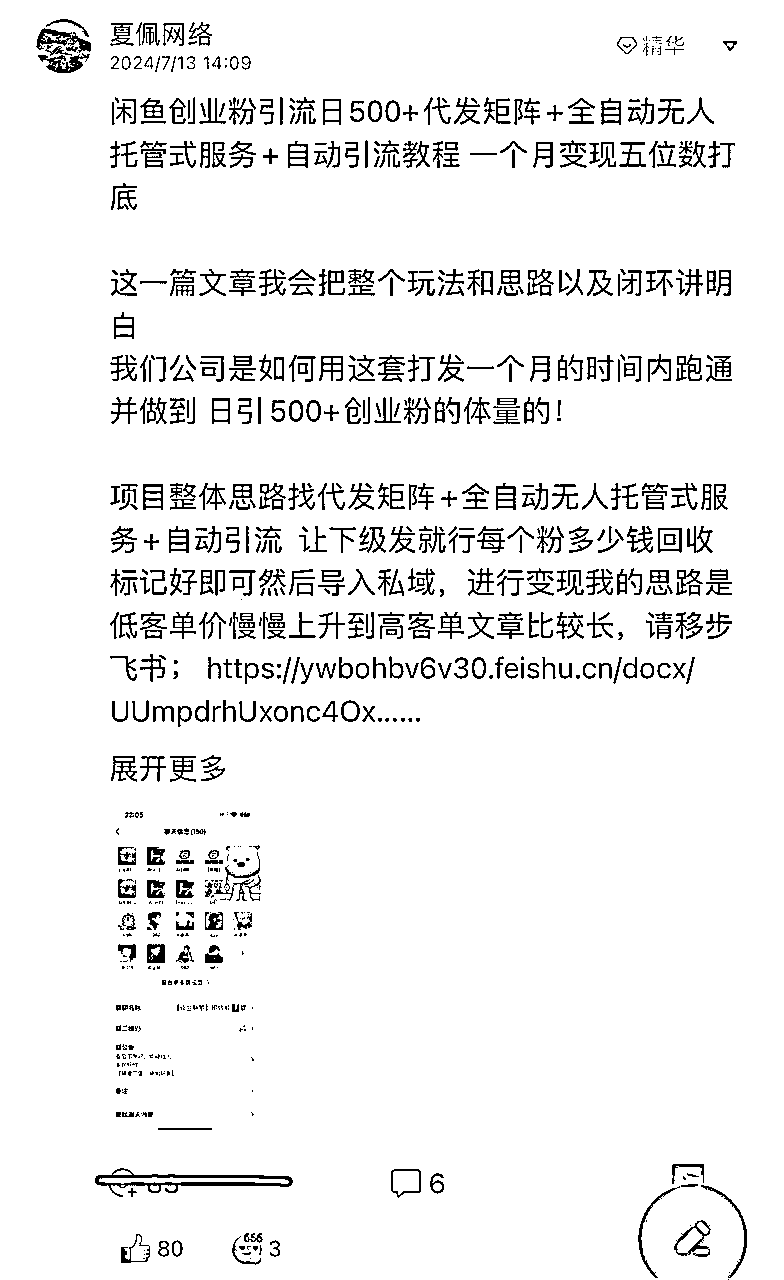 夏佩网络
精华
2024/7/13 14:09
闲鱼创业粉引流日500+代发矩阵+全自动无人
托管式服务+自动引流教程 一个月变现五位数打
底
这一篇文章我会把整个玩法和思路以及闭环讲明
白
我们公司是如何用这套打发一个月的时间内跑通
并做到 日引500+创业粉的体量的！
项目整体思路找代发矩阵+全自动无人托管式服
务+自动引流 让下级发就行每个粉多少钱回收
标记好即可然后导入私域，进行变现我的思路是
低客单价慢慢上升到高客单文章比较长，请移步
飞书； https://ywbohbv6v30.feishu.cn/docx/
UUmpdrhUxonc4Ox......
展开更多
22:05
6
80
666
3